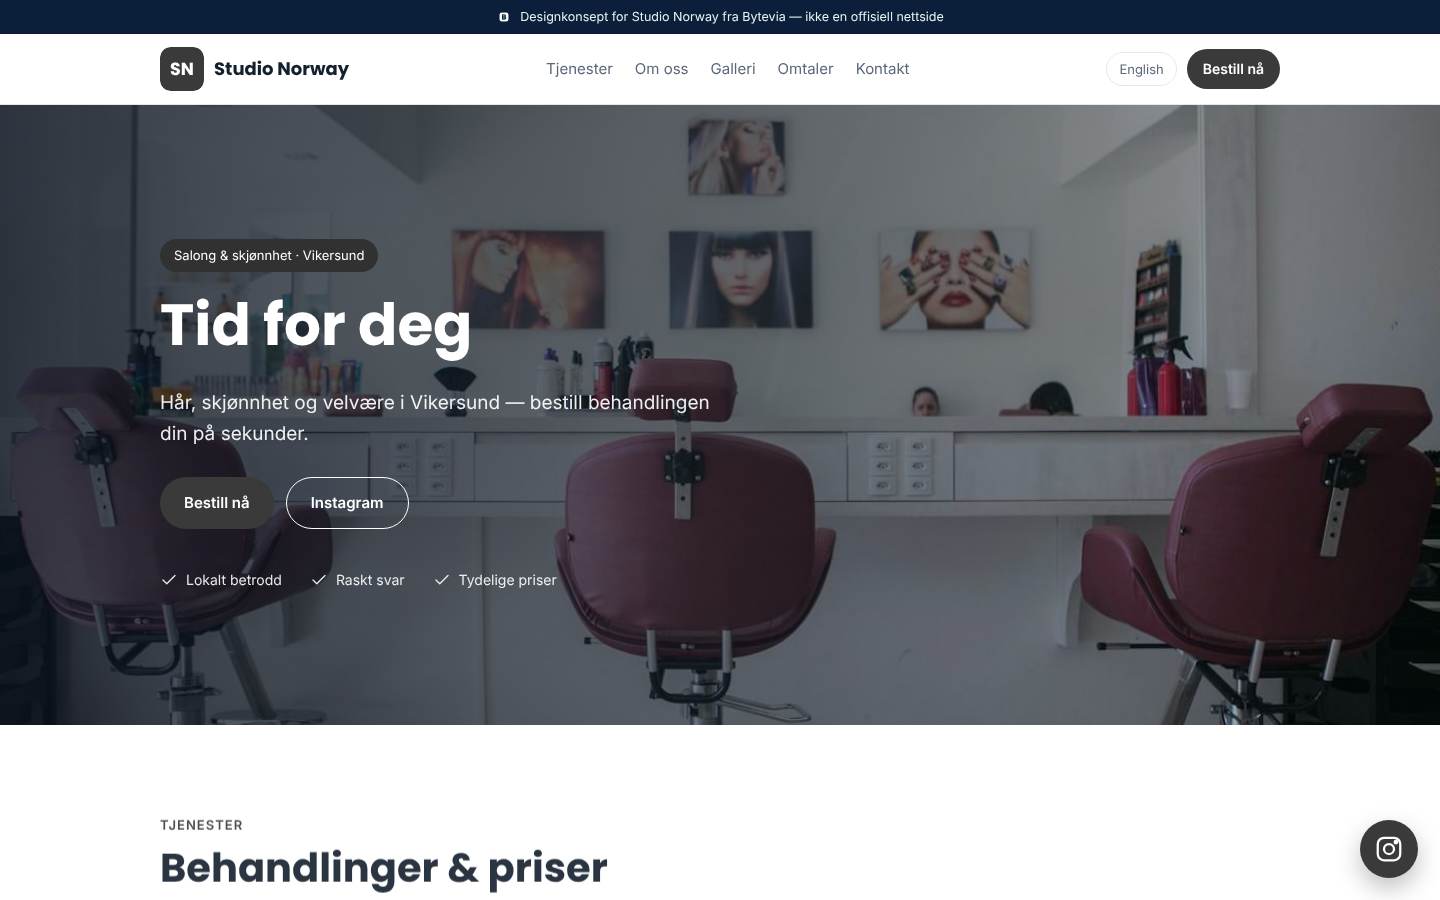 Designkonsept for Studio Norway fra Bytevia — ikke en offisiell nettside
SN Studio Norway
Tjenester Om oss Galleri Omtaler Kontakt
English Bestill nå
Salong & skjønnhet · Vikersund
Tid for deg
Hår, skjønnhet og velvære i Vikersund — bestill behandlingen
din på sekunder.
Bestill nå Instagram
Lokalt betrodd Raskt svar Tydelige priser
TJENESTER
Behandlinger & priser